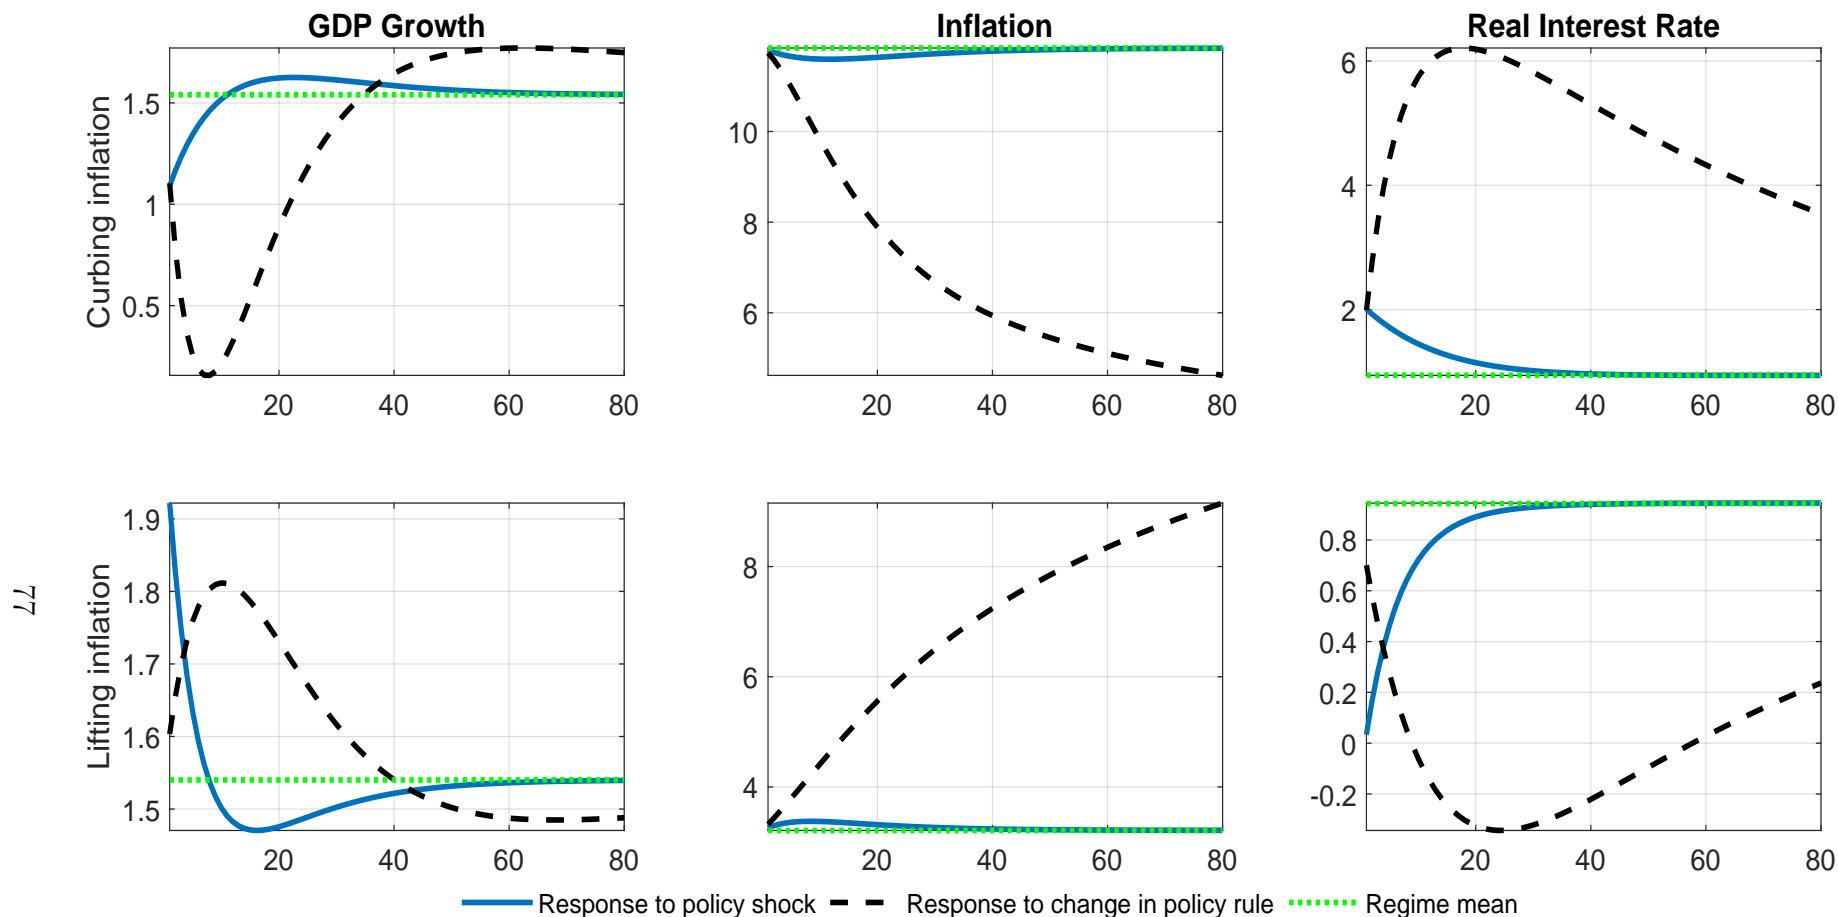 GDP Growth Inflation Real Interest Rate
Curbing inflation
1.5
1
0.5
20 40 60 80
10
8
6
20 40 60 80
6
4
2
20 40 60 80
Lifting inflation
1.9
1.8
1.7
1.6
1.5
20 40 60 80
8
6
4
20 40 60 80
0.8
0.6
0.4
0.2
0
-0.2
20 40 60 80
Response to policy shock Response to change in policy rule Regime mean
77